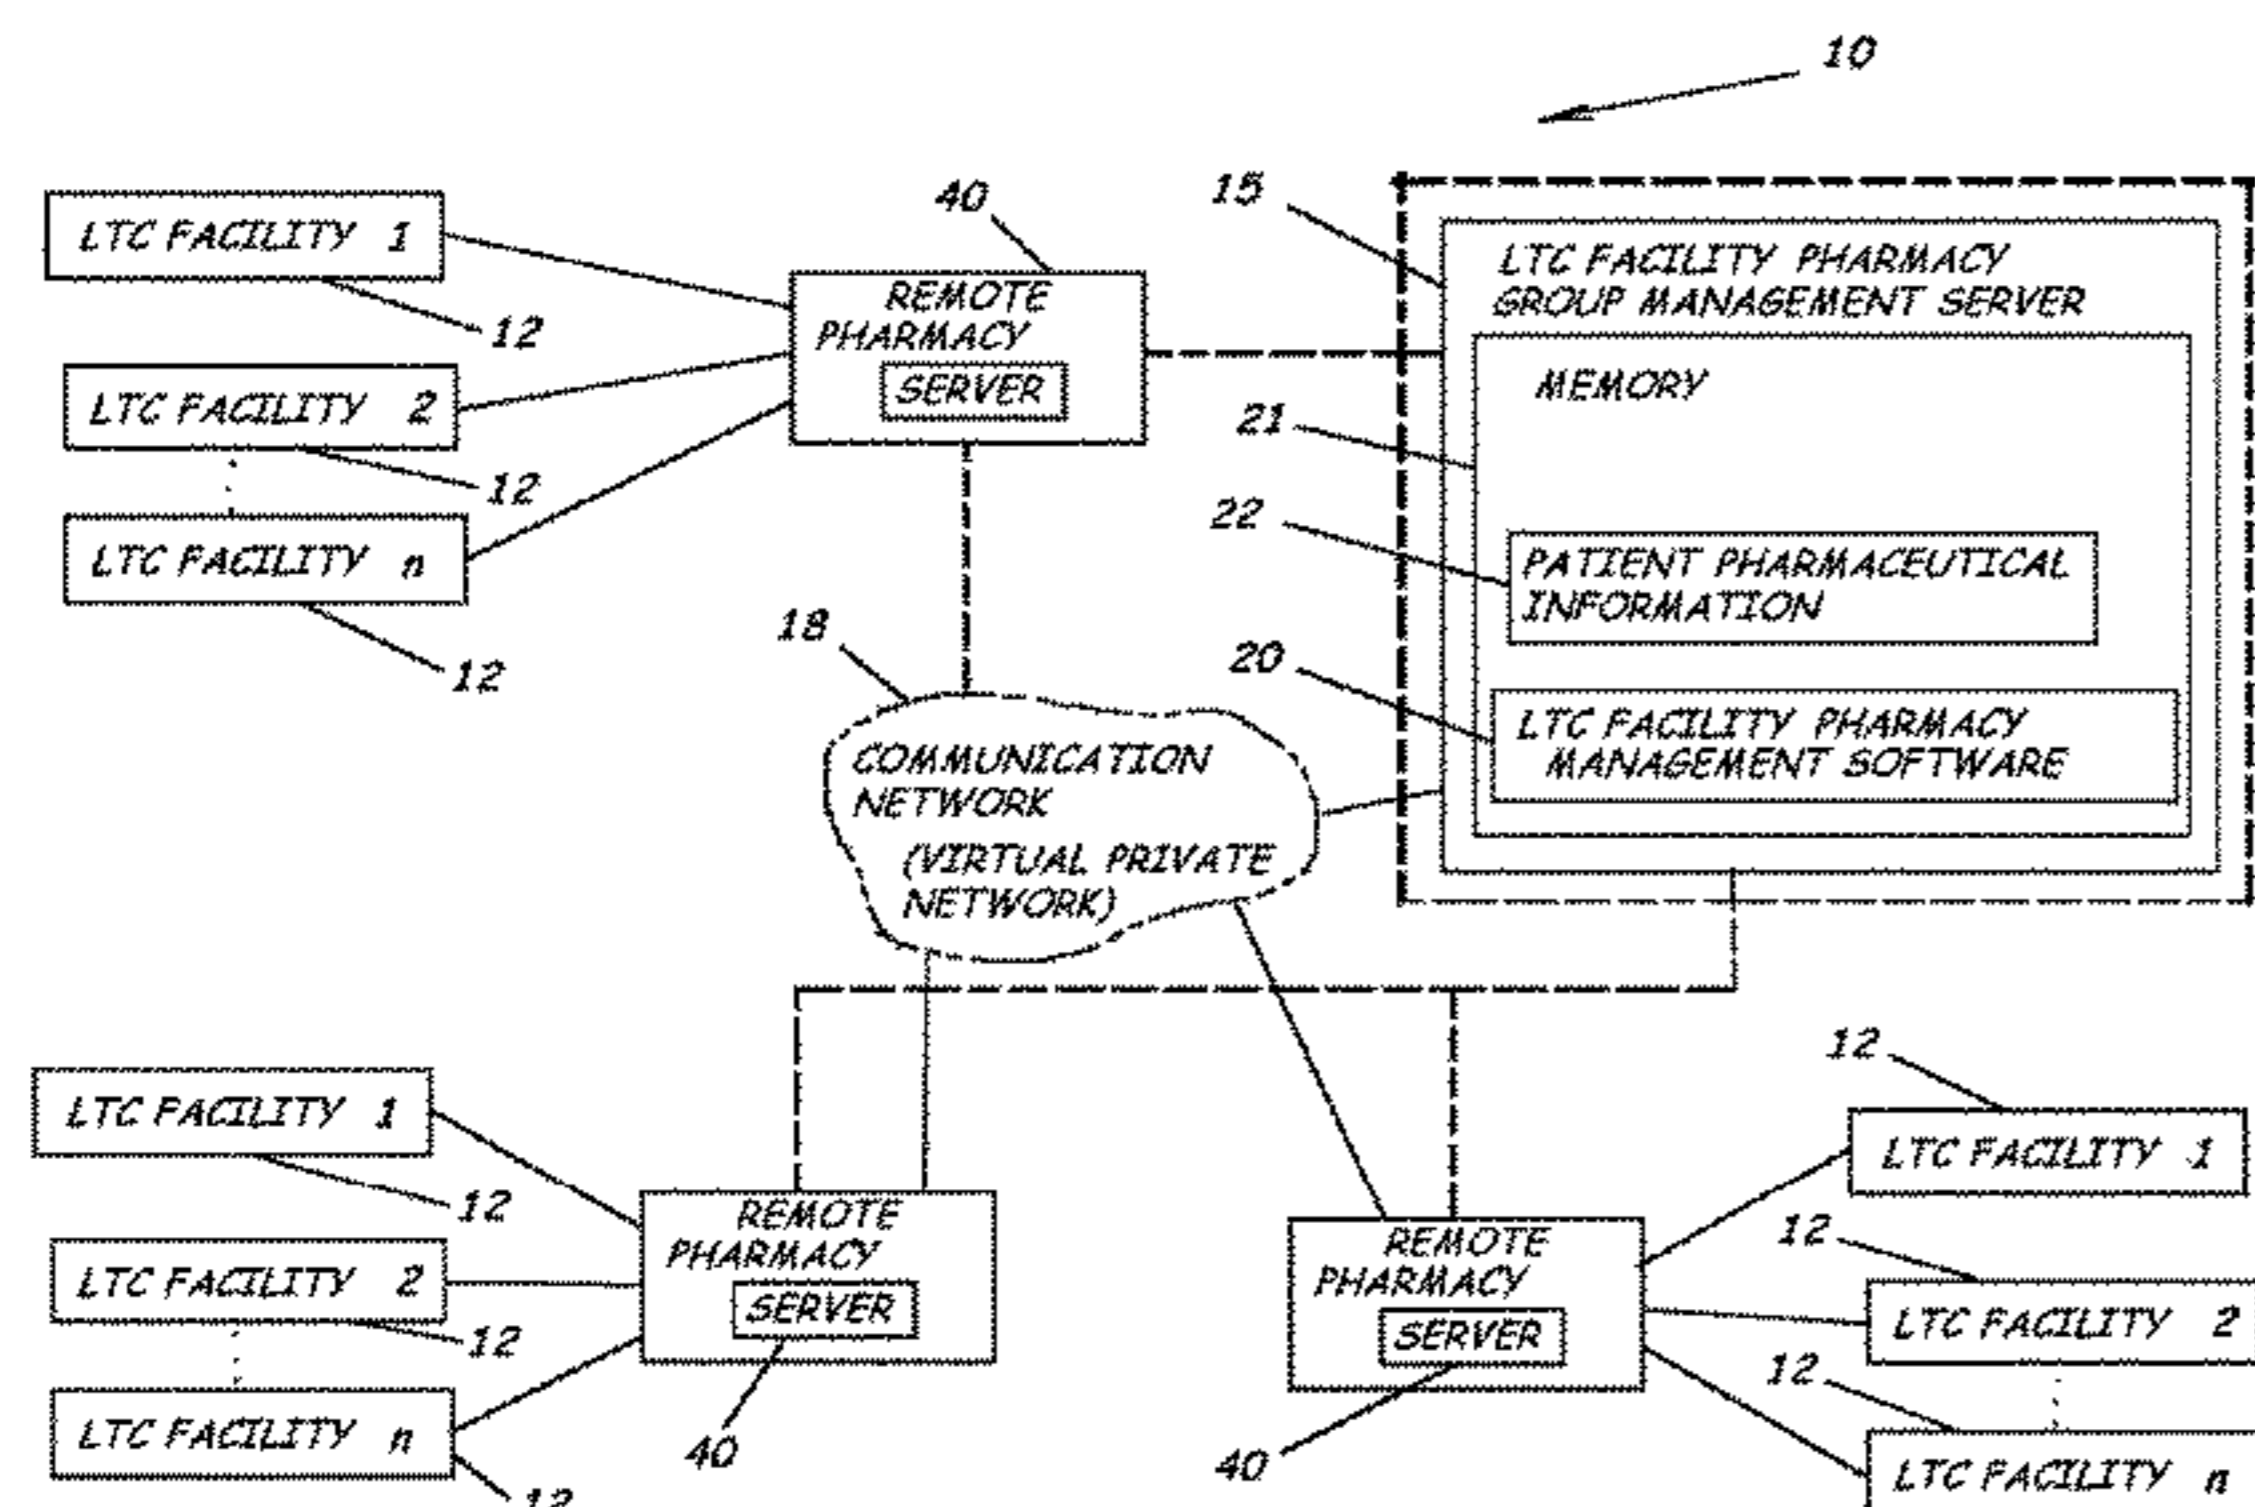 10
LTC FACILITY 1
12
LTC FACILITY 2
12
LTC FACILITY n
12
40
REMOTE
PHARMACY
SERVER
15
LTC FACILITY PHARMACY
GROUP MANAGEMENT SERVER
MEMORY
21
22
PATIENT PHARMACEUTICAL
INFORMATION
20
LTC FACILITY PHARMACY
MANAGEMENT SOFTWARE
18
COMMUNICATION
NETWORK
(VIRTUAL PRIVATE
NETWORK)
LTC FACILITY 1
12
LTC FACILITY 2
12
LTC FACILITY n
12
REMOTE
PHARMACY
SERVER
40
REMOTE
PHARMACY
SERVER
40
12
LTC FACILITY 1
12
LTC FACILITY 2
12
LTC FACILITY n